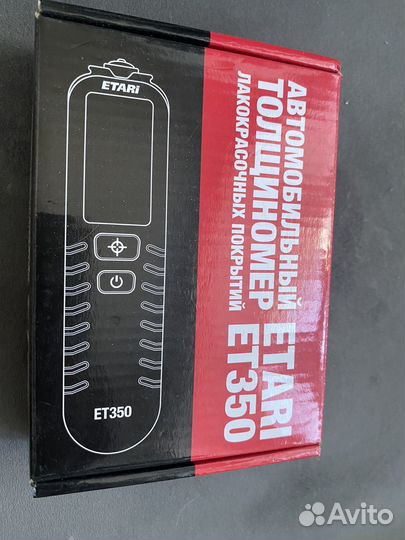 ETARI
ET350
АВТОМОБИЛЬНЫЙ ETARI
ТОЛЩИНОМЕР ET350
ЛАКОКРАСОЧНЫХ ПОКРЫТИЙ
Avito